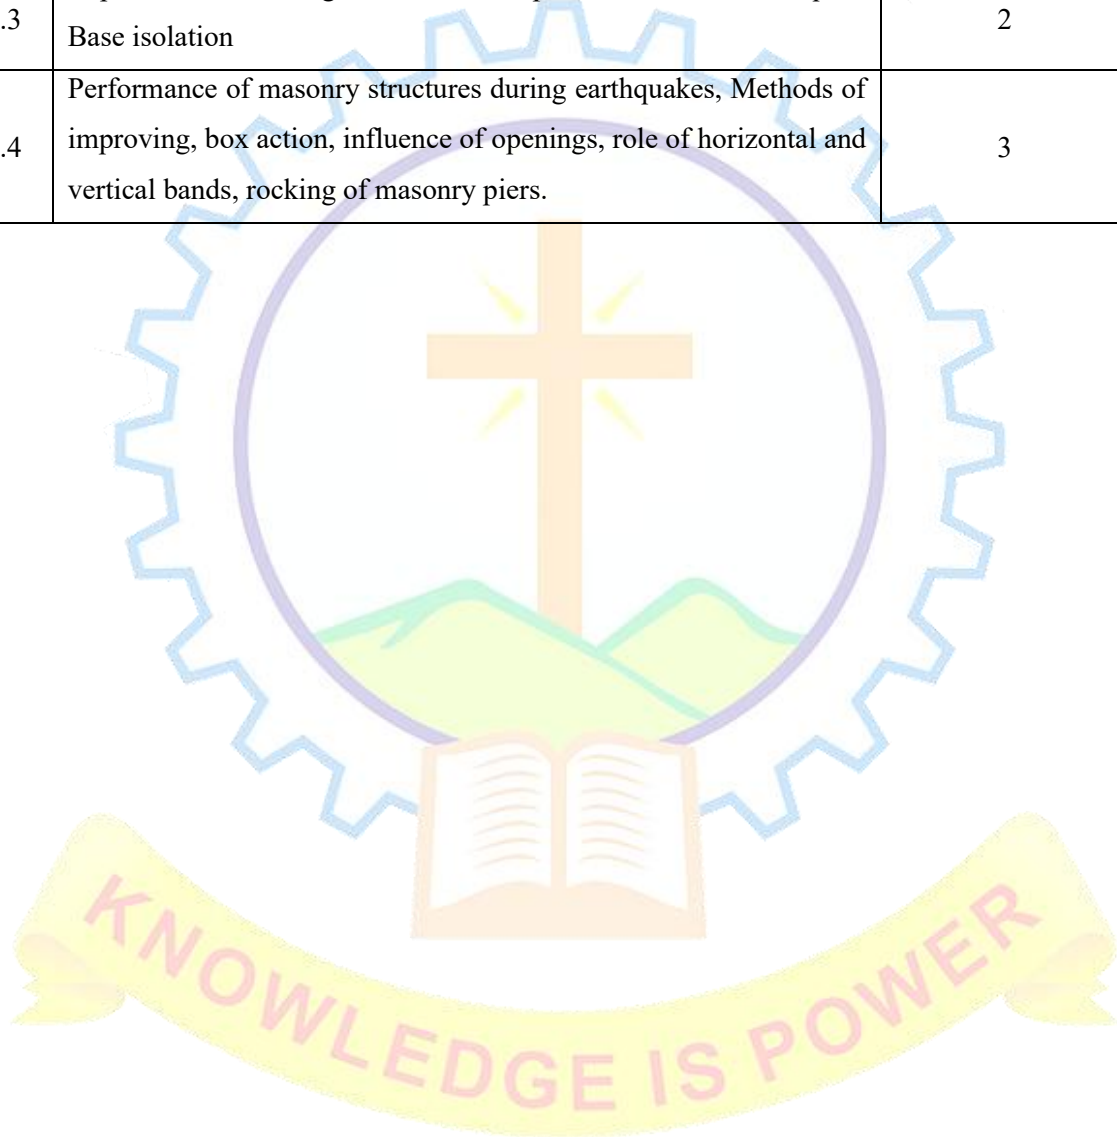 .3
Base isolation
2
Performance of masonry structures during earthquakes, Methods of
.4
improving, box action, influence of openings, role of horizontal and
3
vertical bands, rocking of masonry piers.
KNOWLEDGE IS POWER